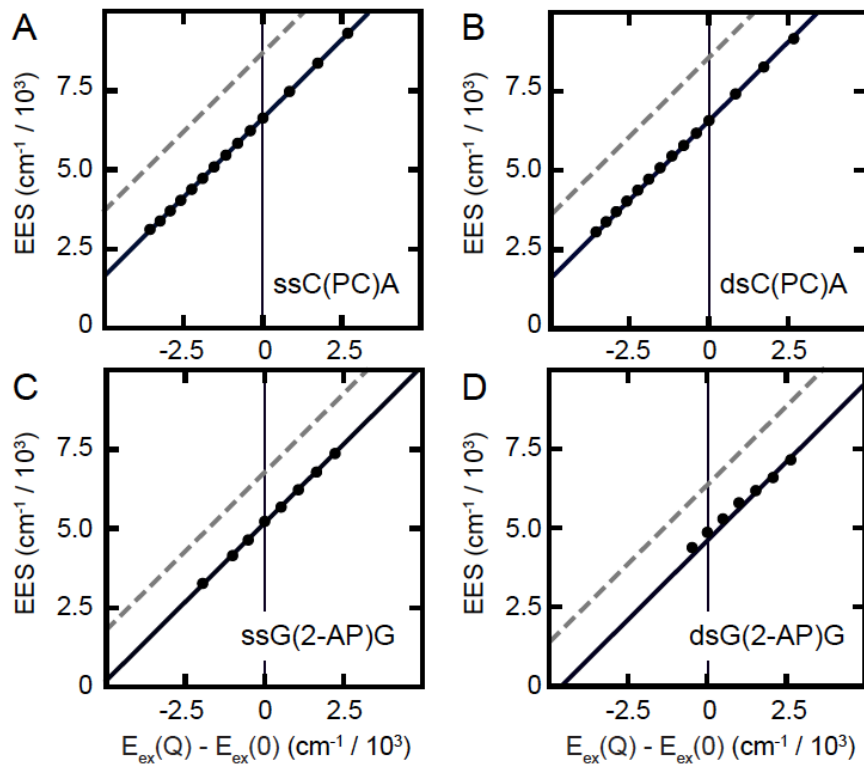 A
EES (cm⁻¹ / 10³)
7.5
5.0
2.5
0
ssC(PC)A
-2.5 0 2.5
B
EES (cm⁻¹ / 10³)
7.5
5.0
2.5
0
dsC(PC)A
-2.5 0 2.5
C
EES (cm⁻¹ / 10³)
7.5
5.0
2.5
0
ssG(2-AP)G
-2.5 0 2.5
E_ex(Q) - E_ex(0) (cm⁻¹ / 10³)
D
EES (cm⁻¹ / 10³)
7.5
5.0
2.5
0
dsG(2-AP)G
-2.5 0 2.5
E_ex(Q) - E_ex(0) (cm⁻¹ / 10³)